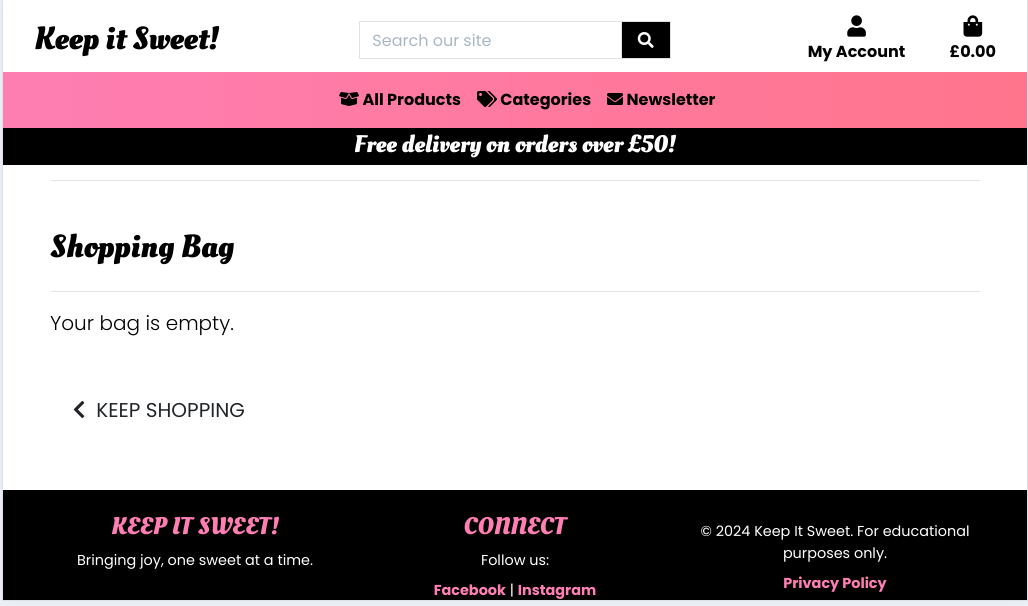 Keep it Sweet!
Search our site
My Account
£0.00
All Products Categories Newsletter
Free delivery on orders over £50!
Shopping Bag
Your bag is empty.
KEEP SHOPPING
KEEP IT SWEET!
Bringing joy, one sweet at a time.
CONNECT
Follow us:
Facebook | Instagram
© 2024 Keep It Sweet. For educational
purposes only.
Privacy Policy